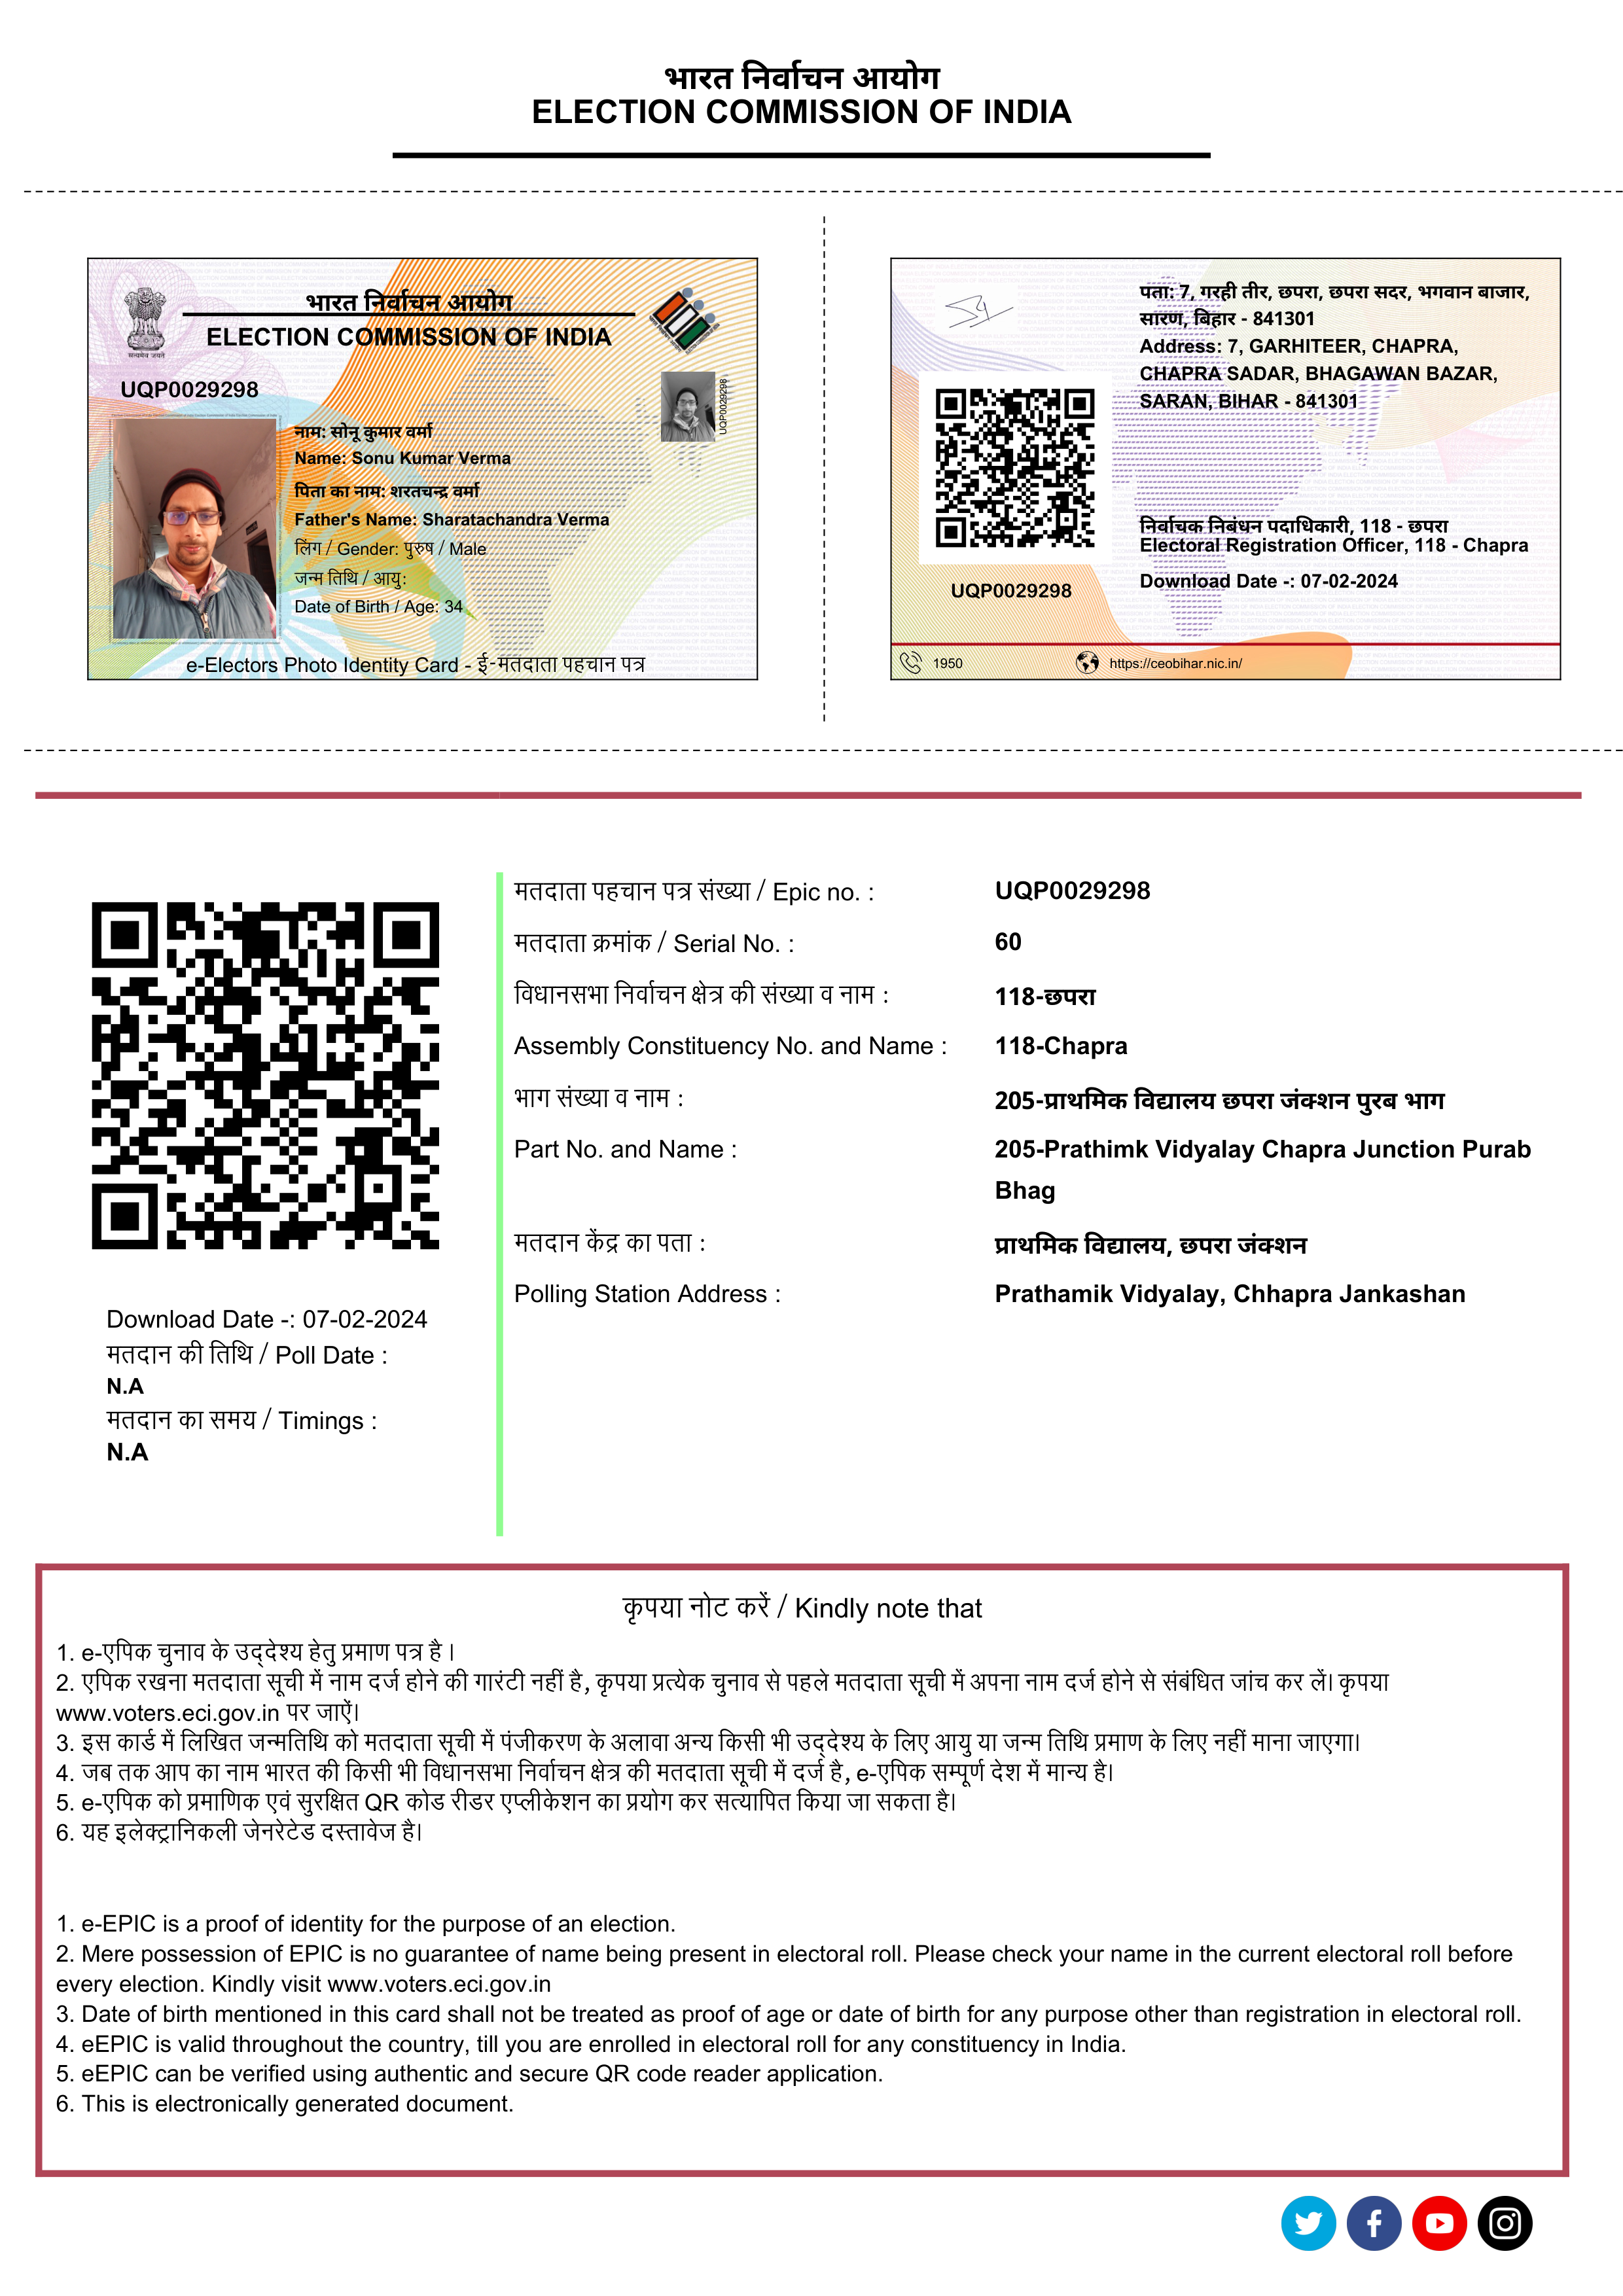 भारत निर्वाचन आयोग
ELECTION COMMISSION OF INDIA
भारत निर्वाचन आयोग
ELECTION COMMISSION OF INDIA
सत्यमेव जयते
UQP0029298
UQP0029298
नाम: सोनू कुमार वर्मा
Name: Sonu Kumar Verma
पिता का नाम: शरतचन्द्र वर्मा
Father's Name: Sharatachandra Verma
लिंग / Gender: पुरुष / Male
जन्म तिथि / आयु:
Date of Birth / Age: 34
e-Electors Photo Identity Card - ई-मतदाता पहचान पत्र
पता: 7, गरही तीर, छपरा, छपरा सदर, भगवान बाजार,
सारण, बिहार - 841301
Address: 7, GARHITEER, CHAPRA,
CHAPRA SADAR, BHAGAWAN BAZAR,
SARAN, BIHAR - 841301
निर्वाचक निबंधन पदाधिकारी, 118 - छपरा
Electoral Registration Officer, 118 - Chapra
Download Date -: 07-02-2024
UQP0029298
1950
https://ceobihar.nic.in/
मतदाता पहचान पत्र संख्या / Epic no. : UQP0029298
मतदाता क्रमांक / Serial No. : 60
विधानसभा निर्वाचन क्षेत्र की संख्या व नाम : 118-छपरा
Assembly Constituency No. and Name : 118-Chapra
भाग संख्या व नाम : 205-प्राथमिक विद्यालय छपरा जंक्शन पुरब भाग
Part No. and Name : 205-Prathimk Vidyalay Chapra Junction Purab
Bhag
मतदान केंद्र का पता : प्राथमिक विद्यालय, छपरा जंक्शन
Polling Station Address : Prathamik Vidyalay, Chhapra Jankashan
Download Date -: 07-02-2024
मतदान की तिथि / Poll Date :
N.A
मतदान का समय / Timings :
N.A
कृपया नोट करें / Kindly note that
1. e-एपिक चुनाव के उद्देश्य हेतु प्रमाण पत्र है ।
2. एपिक रखना मतदाता सूची में नाम दर्ज होने की गारंटी नहीं है, कृपया प्रत्येक चुनाव से पहले मतदाता सूची में अपना नाम दर्ज होने से संबंधित जांच कर लें। कृपया
www.voters.eci.gov.in पर जाऐं।
3. इस कार्ड में लिखित जन्मतिथि को मतदाता सूची में पंजीकरण के अलावा अन्य किसी भी उद्देश्य के लिए आयु या जन्म तिथि प्रमाण के लिए नहीं माना जाएगा।
4. जब तक आप का नाम भारत की किसी भी विधानसभा निर्वाचन क्षेत्र की मतदाता सूची में दर्ज है, e-एपिक सम्पूर्ण देश में मान्य है।
5. e-एपिक को प्रमाणिक एवं सुरक्षित QR कोड रीडर एप्लीकेशन का प्रयोग कर सत्यापित किया जा सकता है।
6. यह इलेक्ट्रानिकली जेनरेटेड दस्तावेज है।
1. e-EPIC is a proof of identity for the purpose of an election.
2. Mere possession of EPIC is no guarantee of name being present in electoral roll. Please check your name in the current electoral roll before
every election. Kindly visit www.voters.eci.gov.in
3. Date of birth mentioned in this card shall not be treated as proof of age or date of birth for any purpose other than registration in electoral roll.
4. eEPIC is valid throughout the country, till you are enrolled in electoral roll for any constituency in India.
5. eEPIC can be verified using authentic and secure QR code reader application.
6. This is electronically generated document.